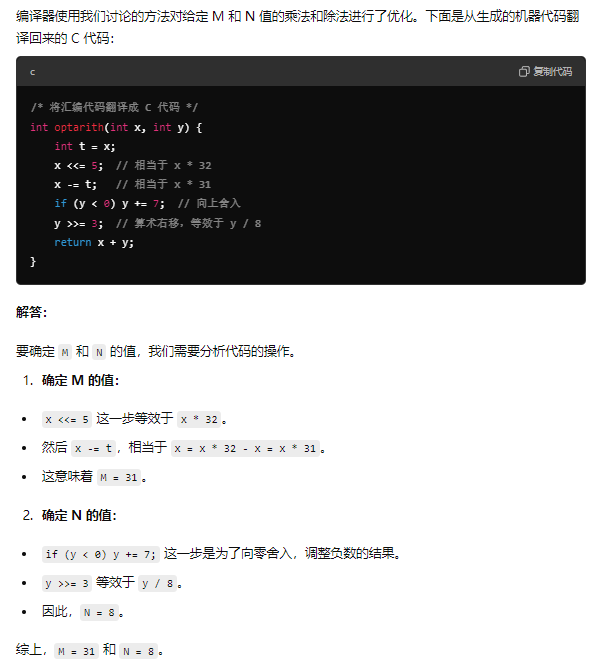 编译器使用我们讨论的方法对给定 M 和 N 值的乘法和除法进行了优化。下面是从生成的机器代码翻
译回来的 C 代码：
c
复制代码
/* 将汇编代码翻译成 C 代码 */
int optarith(int x, int y) {
    int t = x;
    x <<= 5;  // 相当于 x * 32
    x -= t;   // 相当于 x * 31
    if (y < 0) y += 7;  // 向上舍入
    y >>= 3;  // 算术右移，等效于 y / 8
    return x + y;
}
解答：
要确定 M 和 N 的值，我们需要分析代码的操作。
1. 确定 M 的值：
• x <<= 5 这一步等效于 x * 32。
• 然后 x -= t，相当于 x = x * 32 - x = x * 31。
• 这意味着 M = 31。
2. 确定 N 的值：
• if (y < 0) y += 7; 这一步是为了向零舍入，调整负数的结果。
• y >>= 3 等效于 y / 8。
• 因此，N = 8。
综上，M = 31 和 N = 8。